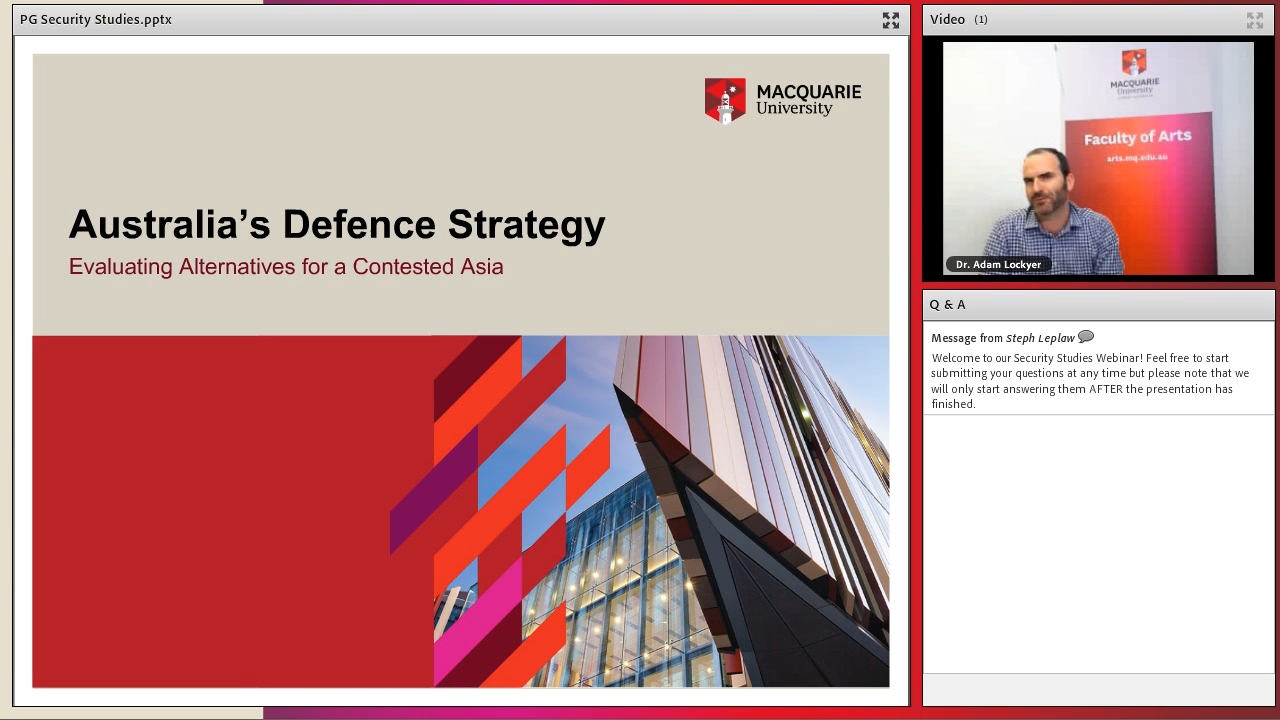 PG Security Studies.pptx
MACQUARIE
University
Australia’s Defence Strategy
Evaluating Alternatives for a Contested Asia
Video (1)
MACQUARIE
University
Faculty of Arts
arts.mq.edu.au
Dr. Adam Lockyer
Q & A
Message from Steph Leplaw
Welcome to our Security Studies Webinar! Feel free to start
submitting your questions at any time but please note that we
will only start answering them AFTER the presentation has
finished.